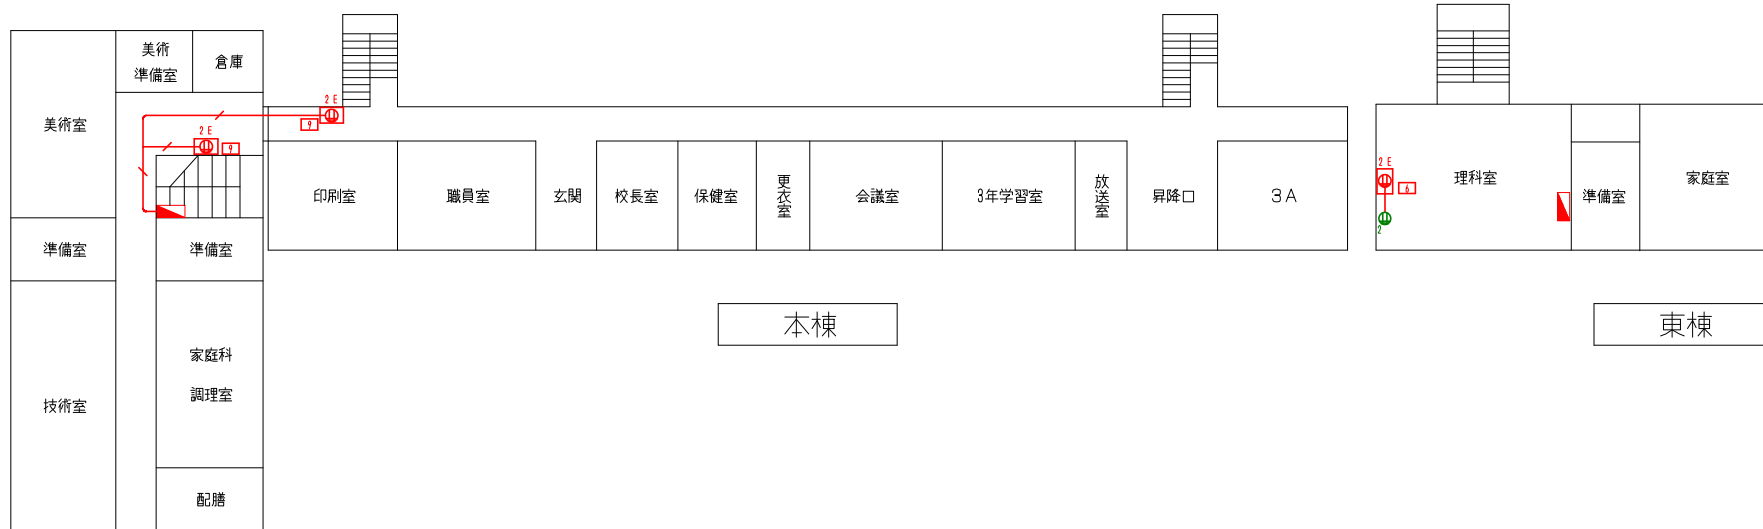 美術
準備室
倉庫
美術室
2 E
9
2 E
9
印刷室
職員室
玄関
校長室
保健室
更衣室
会議室
3年学習室
放送室
昇降口
3A
準備室
準備室
家庭科
調理室
技術室
配膳
本棟
2 E
6
2
理科室
準備室
家庭室
東棟